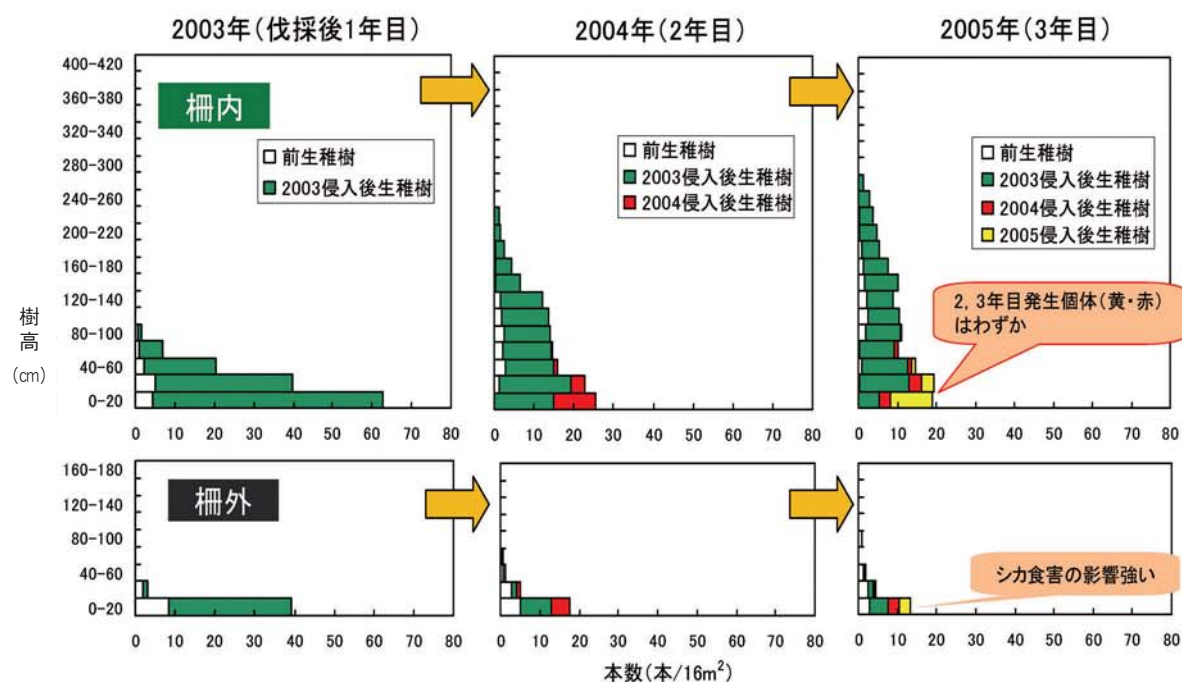 2003年(伐採後1年目)
2004年(2年目)
2005年(3年目)
樹高
(cm)
400-420
360-380
320-340
280-300
240-260
200-220
160-180
120-140
80-100
40-60
0-20
柵内
前生稚樹
2003侵入後生稚樹
0 10 20 30 40 50 60 70 80
前生稚樹
2003侵入後生稚樹
2004侵入後生稚樹
0 10 20 30 40 50 60 70 80
前生稚樹
2003侵入後生稚樹
2004侵入後生稚樹
2005侵入後生稚樹
2, 3年目発生個体(黄・赤)
はわずか
0 10 20 30 40 50 60 70 80
160-180
120-140
80-100
40-60
0-20
柵外
0 10 20 30 40 50 60 70 80
0 10 20 30 40 50 60 70 80
シカ食害の影響強い
0 10 20 30 40 50 60 70 80
本数(本/16m²)